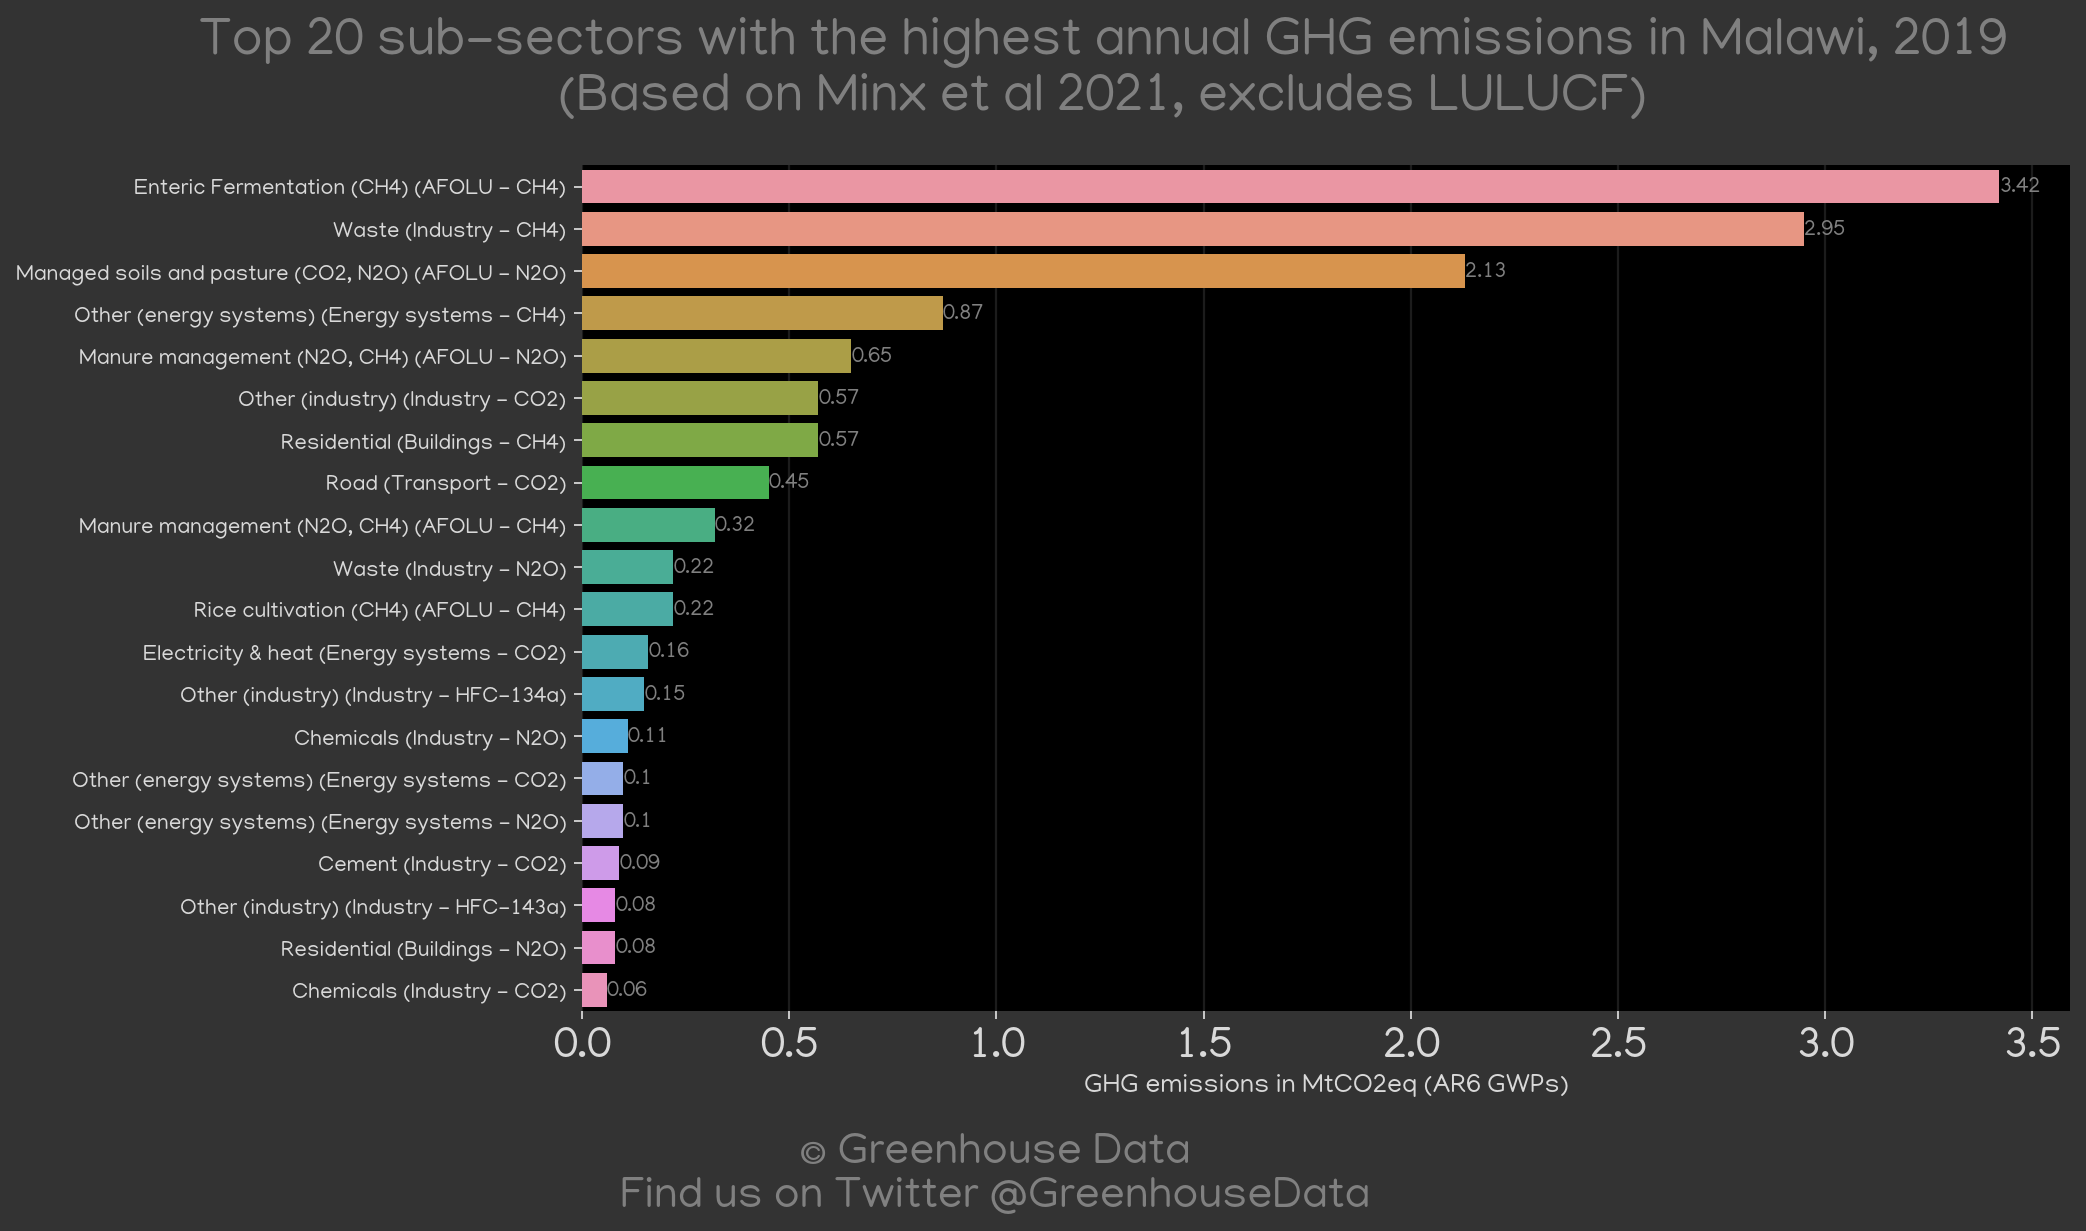 Top 20 sub-sectors with the highest annual GHG emissions in Malawi, 2019
(Based on Minx et al 2021, excludes LULUCF)
Enteric Fermentation (CH4) (AFOLU - CH4) 3.42
Waste (Industry - CH4) 2.95
Managed soils and pasture (CO2, N2O) (AFOLU - N2O) 2.13
Other (energy systems) (Energy systems - CH4) 0.87
Manure management (N2O, CH4) (AFOLU - N2O) 0.65
Other (industry) (Industry - CO2) 0.57
Residential (Buildings - CH4) 0.57
Road (Transport - CO2) 0.45
Manure management (N2O, CH4) (AFOLU - CH4) 0.32
Waste (Industry - N2O) 0.22
Rice cultivation (CH4) (AFOLU - CH4) 0.22
Electricity & heat (Energy systems - CO2) 0.16
Other (industry) (Industry - HFC-134a) 0.15
Chemicals (Industry - N2O) 0.11
Other (energy systems) (Energy systems - CO2) 0.1
Other (energy systems) (Energy systems - N2O) 0.1
Cement (Industry - CO2) 0.09
Other (industry) (Industry - HFC-143a) 0.08
Residential (Buildings - N2O) 0.08
Chemicals (Industry - CO2) 0.06
0.0 0.5 1.0 1.5 2.0 2.5 3.0 3.5
GHG emissions in MtCO2eq (AR6 GWPs)
© Greenhouse Data
Find us on Twitter @GreenhouseData